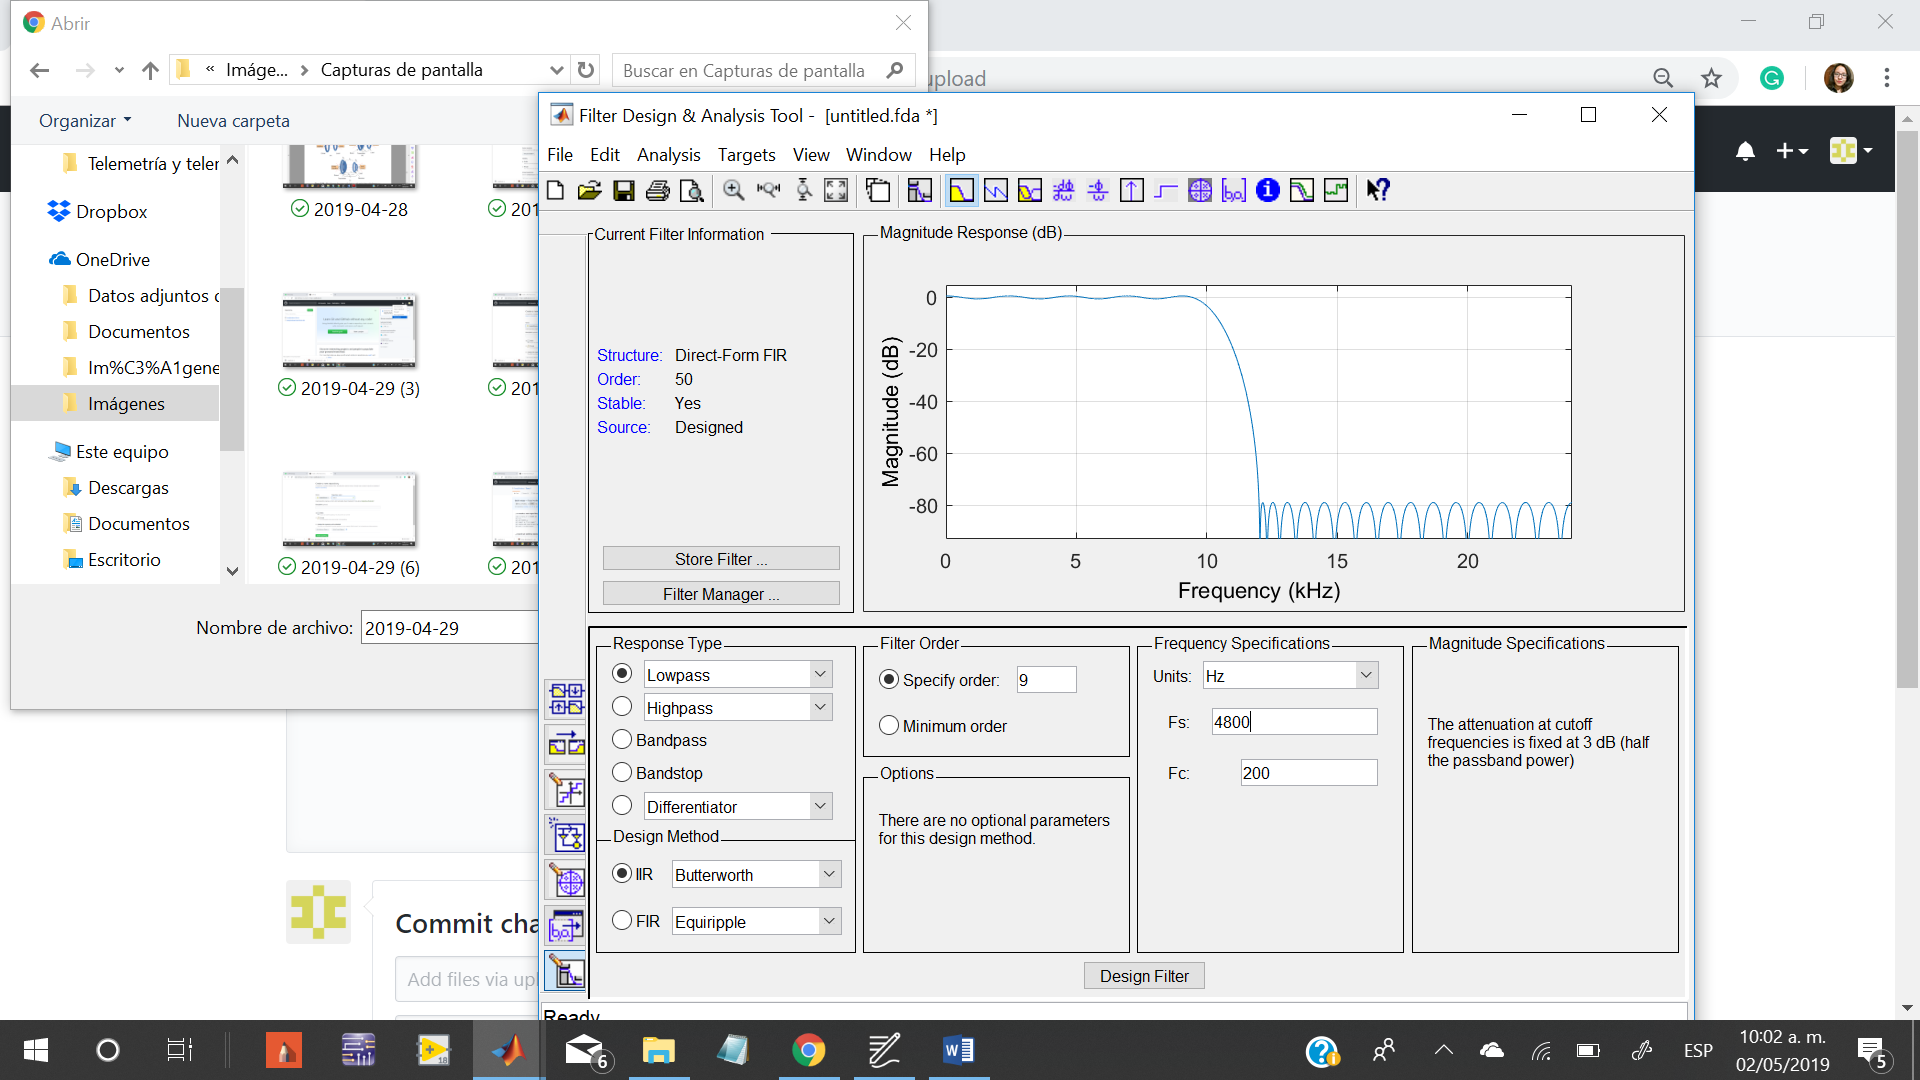 Abrir
« Imáge... > Capturas de pantalla
Buscar en Capturas de pantalla
upload
Organizar
Nueva carpeta
Telemetría y teler
Dropbox
OneDrive
Datos adjuntos
Documentos
Im%C3%A1gene
Imágenes
Este equipo
Descargas
Documentos
Escritorio
2019-04-28
201
2019-04-29 (3)
201
2019-04-29 (6)
201
Nombre de archivo: 2019-04-29
Commit cha
Add files via upl
Filter Design & Analysis Tool - [untitled.fda *]
File Edit Analysis Targets View Window Help
Current Filter Information
Structure: Direct-Form FIR
Order: 50
Stable: Yes
Source: Designed
Store Filter ...
Filter Manager ...
Magnitude Response (dB)
Magnitude (dB)
0
-20
-40
-60
-80
0 5 10 15 20
Frequency (kHz)
Response Type
Lowpass
Highpass
Bandpass
Bandstop
Differentiator
Design Method
IIR Butterworth
FIR Equiripple
Filter Order
Specify order: 9
Minimum order
Options
There are no optional parameters
for this design method.
Frequency Specifications
Units: Hz
Fs: 4800
Fc: 200
Magnitude Specifications
The attenuation at cutoff
frequencies is fixed at 3 dB (half
the passband power)
Design Filter
Ready
18
6
ESP
10:02 a. m.
02/05/2019
5